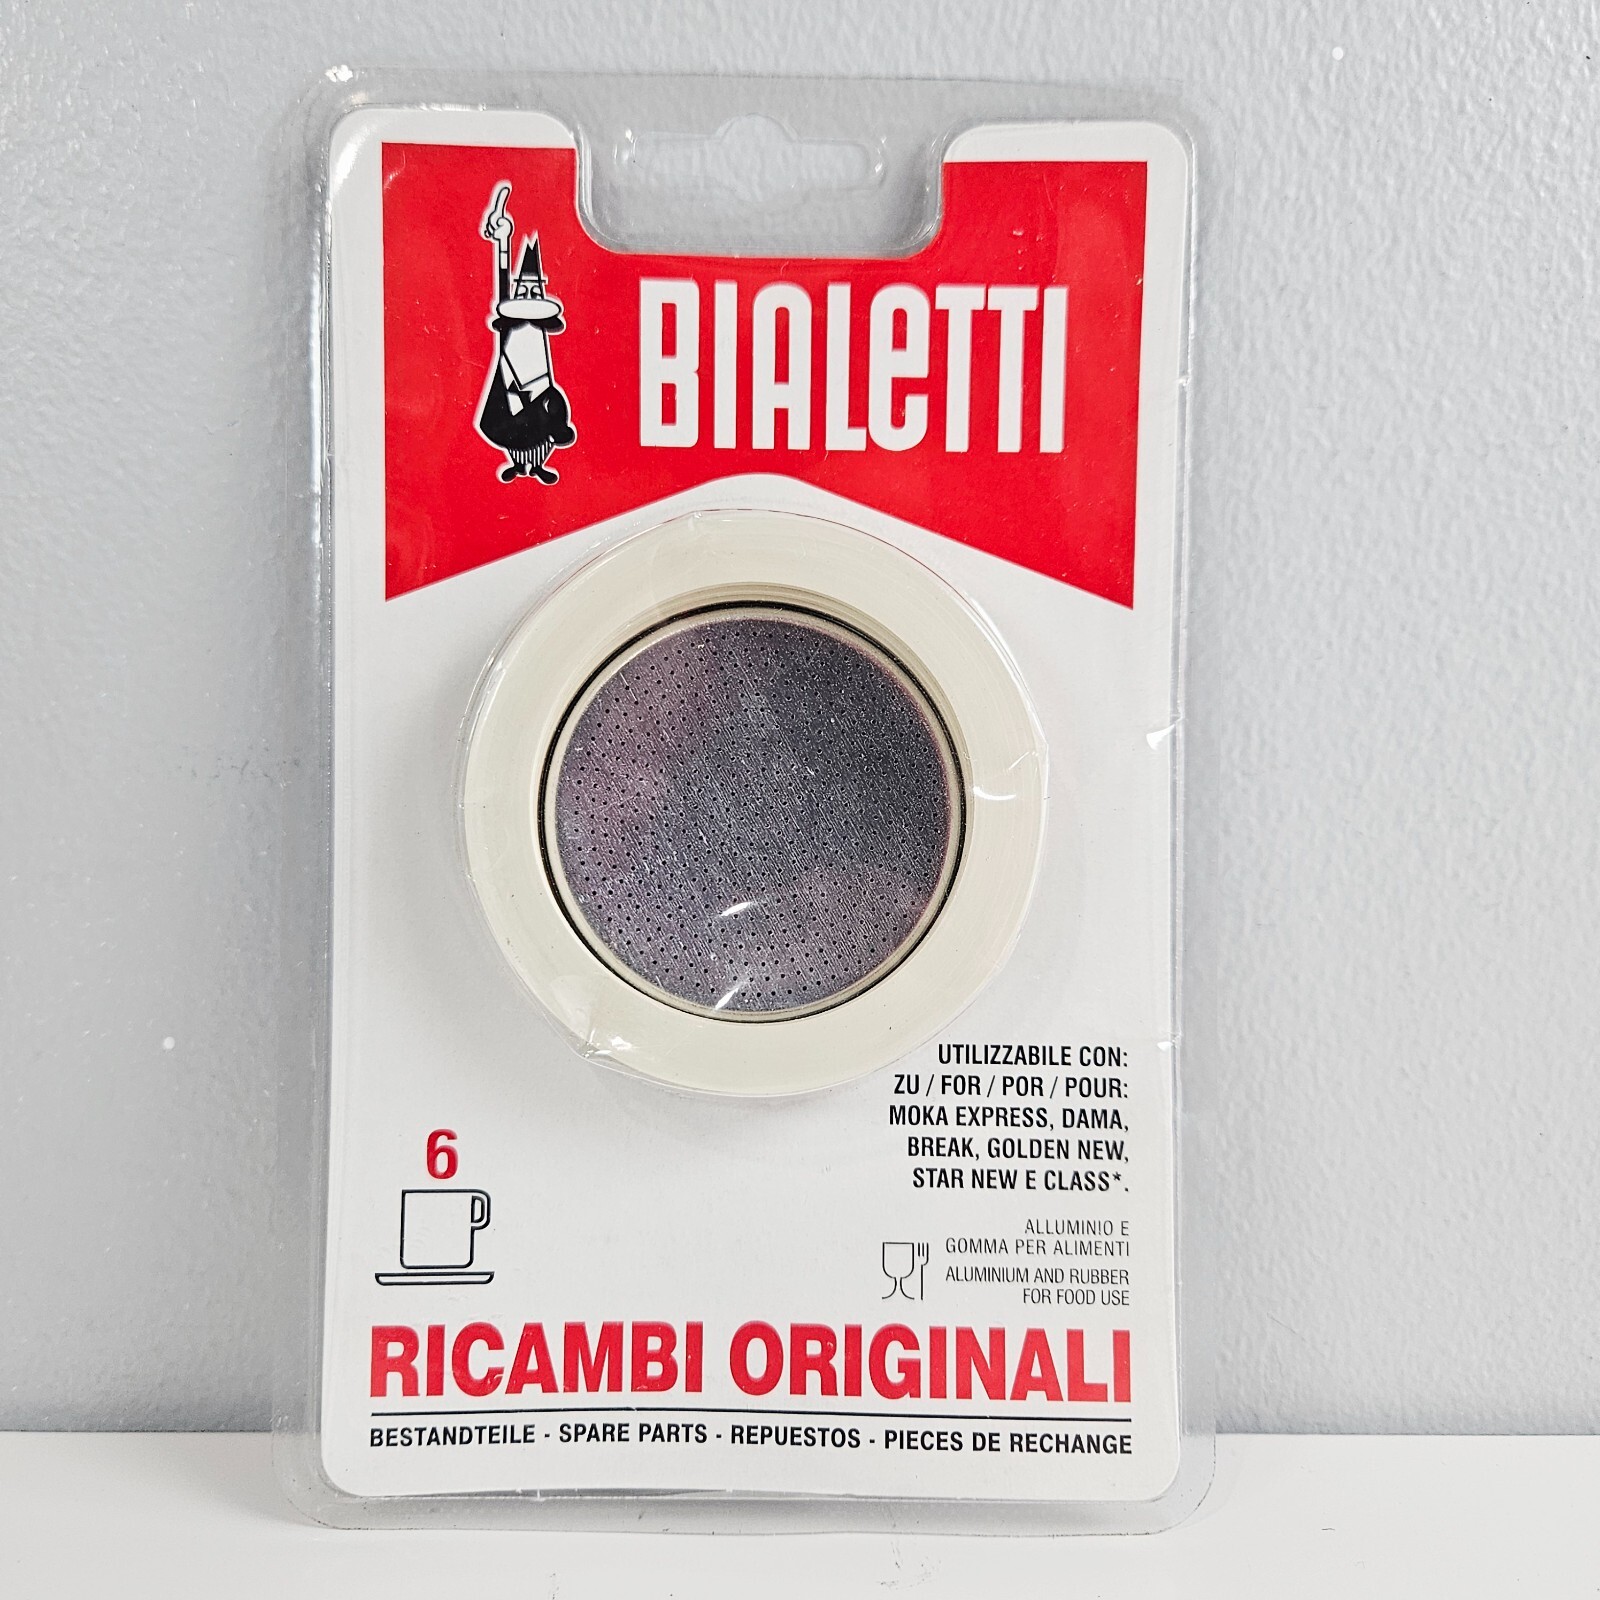 BIALETTI
UTILIZZABILE CON:
ZU / FOR / POR / POUR:
MOKA EXPRESS, DAMA,
BREAK, GOLDEN NEW,
STAR NEW E CLASS*.
6
ALLUMINIO E
GOMMA PER ALIMENTI
ALUMINIUM AND RUBBER
FOR FOOD USE
RICAMBI ORIGINALI
BESTANDTEILE - SPARE PARTS - REPUESTOS - PIECES DE RECHANGE